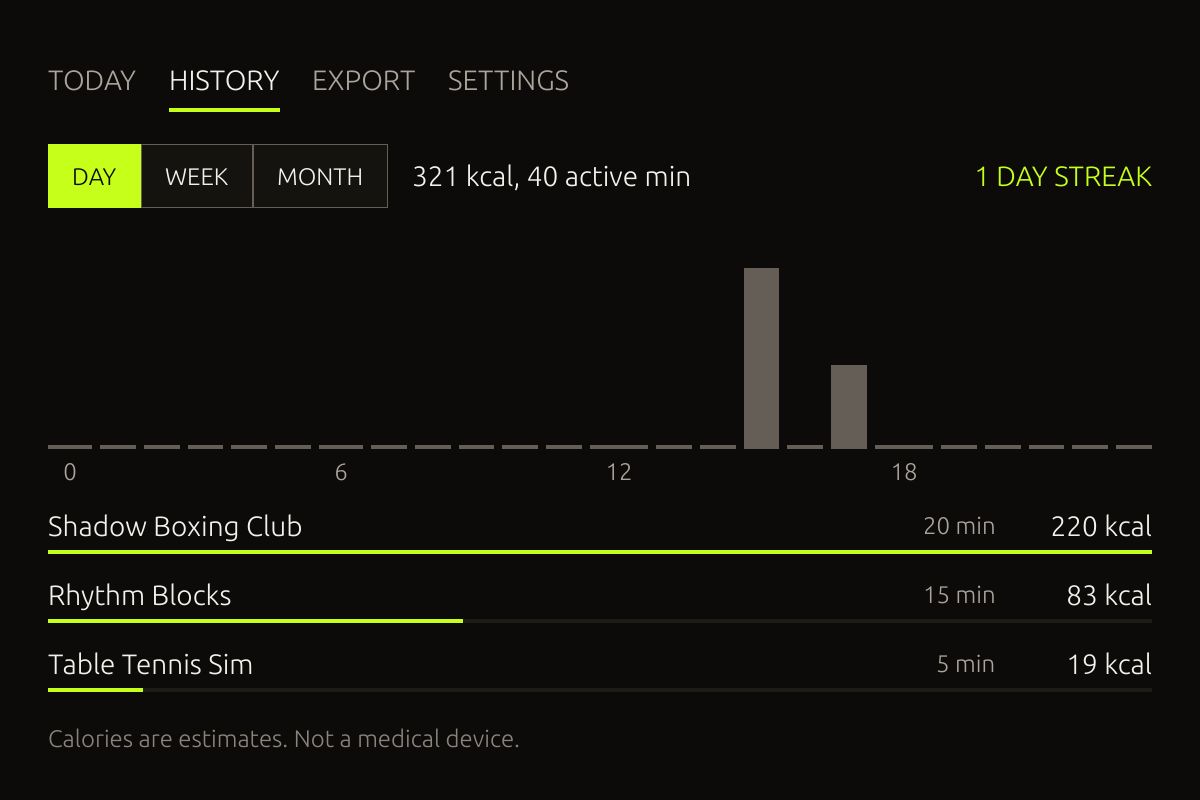 TODAY HISTORY EXPORT SETTINGS
DAY WEEK MONTH 321 kcal, 40 active min 1 DAY STREAK
0 6 12 18
Shadow Boxing Club 20 min 220 kcal
Rhythm Blocks 15 min 83 kcal
Table Tennis Sim 5 min 19 kcal
Calories are estimates. Not a medical device.